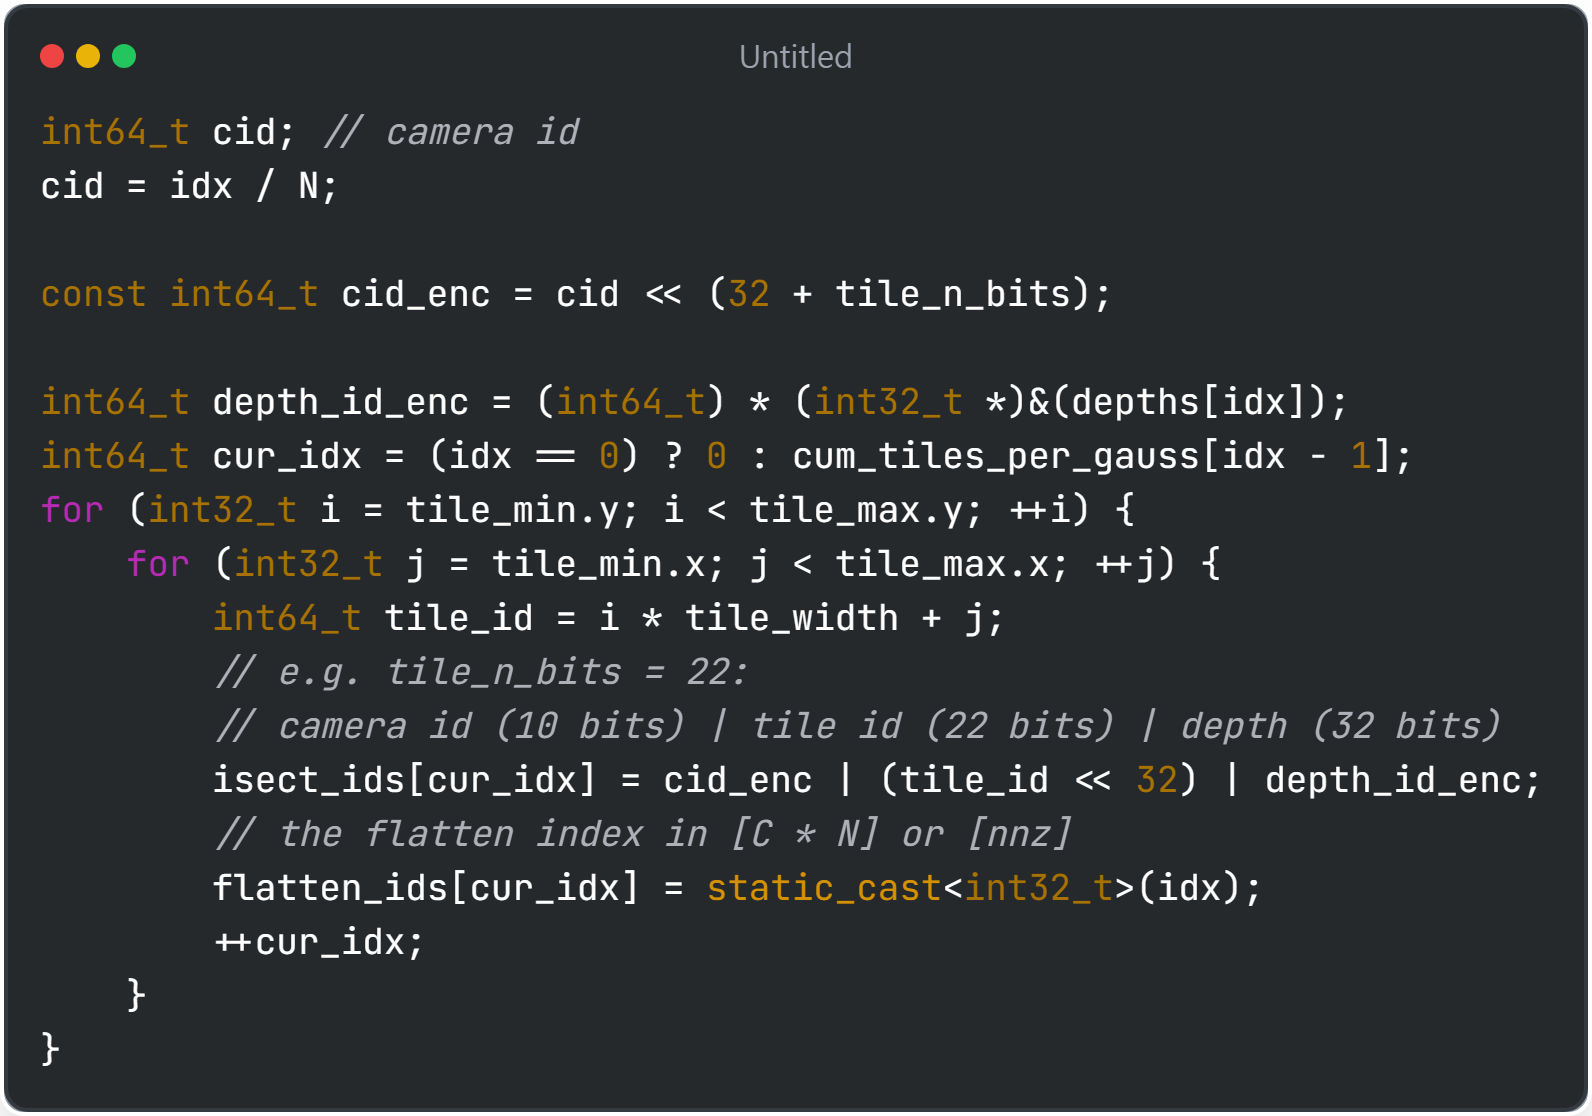 Untitled
int64_t cid; // camera id
cid = idx / N;
const int64_t cid_enc = cid << (32 + tile_n_bits);
int64_t depth_id_enc = (int64_t) * (int32_t *)&(depths[idx]);
int64_t cur_idx = (idx == 0) ? 0 : cum_tiles_per_gauss[idx - 1];
for (int32_t i = tile_min.y; i < tile_max.y; ++i) {
    for (int32_t j = tile_min.x; j < tile_max.x; ++j) {
        int64_t tile_id = i * tile_width + j;
        // e.g. tile_n_bits = 22:
        // camera id (10 bits) | tile id (22 bits) | depth (32 bits)
        isect_ids[cur_idx] = cid_enc | (tile_id << 32) | depth_id_enc;
        // the flatten index in [C * N] or [nnz]
        flatten_ids[cur_idx] = static_cast<int32_t>(idx);
        ++cur_idx;
    }
}